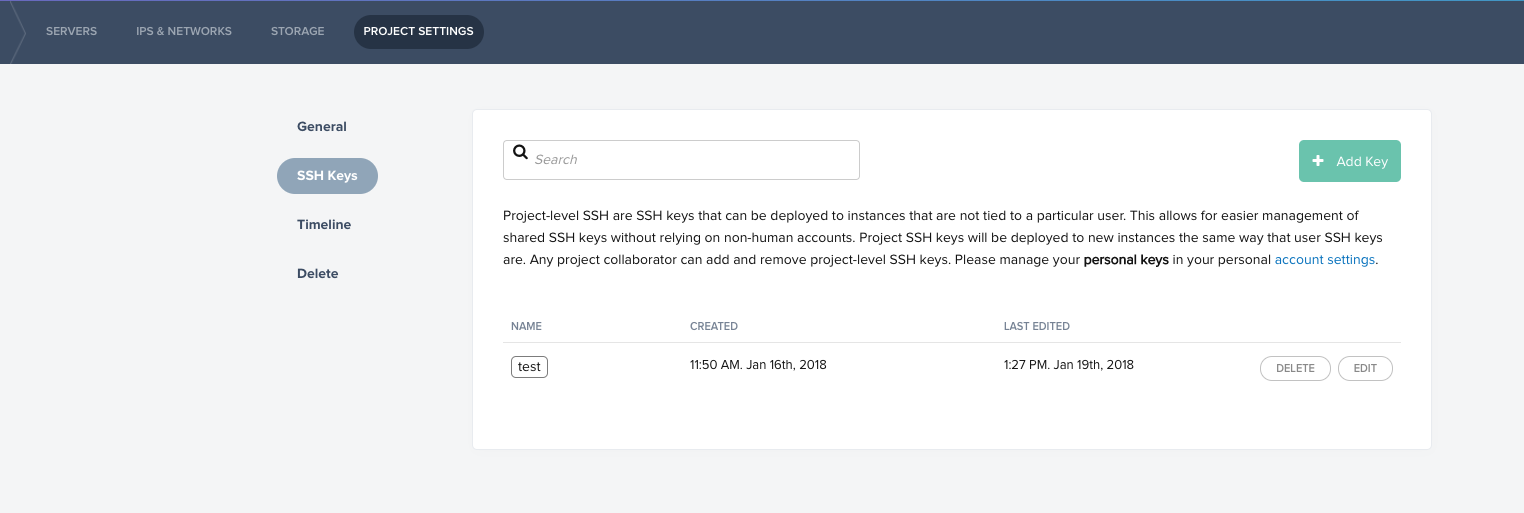 SERVERS IPS & NETWORKS STORAGE PROJECT SETTINGS
General
SSH Keys
Timeline
Delete
Search
Add Key
Project-level SSH are SSH keys that can be deployed to instances that are not tied to a particular user. This allows for easier management of
shared SSH keys without relying on non-human accounts. Project SSH keys will be deployed to new instances the same way that user SSH keys
are. Any project collaborator can add and remove project-level SSH keys. Please manage your personal keys in your personal account settings.
NAME CREATED LAST EDITED
test 11:50 AM. Jan 16th, 2018 1:27 PM. Jan 19th, 2018 DELETE EDIT